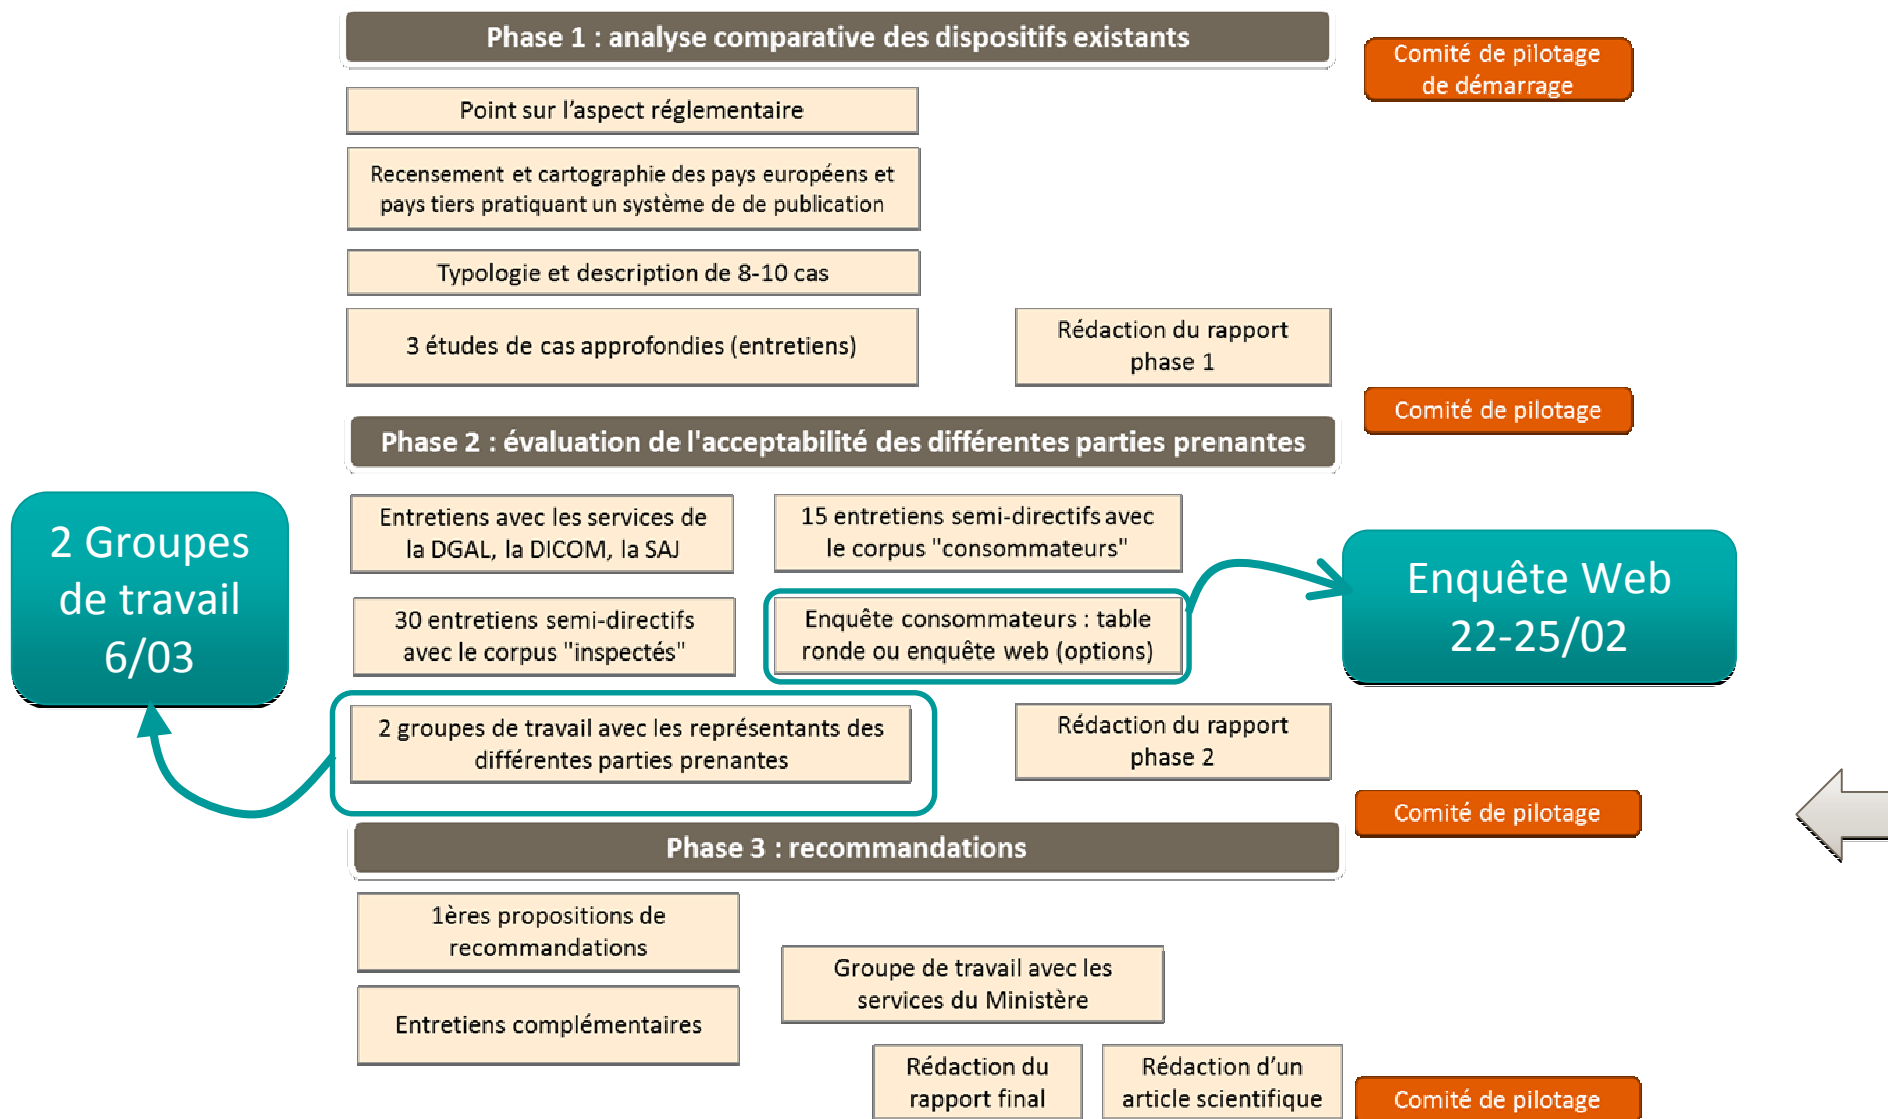 Phase 1 : analyse comparative des dispositifs existants
Comité de pilotage
de démarrage
Point sur l'aspect réglementaire
Recensement et cartographie des pays européens et
pays tiers pratiquant un système de de publication
Typologie et description de 8-10 cas
3 études de cas approfondies (entretiens)
Rédaction du rapport
phase 1
Comité de pilotage
Phase 2 : évaluation de l'acceptabilité des différentes parties prenantes
2 Groupes
de travail
6/03
Entretiens avec les services de
la DGAL, la DICOM, la SAJ
15 entretiens semi-directifs avec
le corpus "consommateurs"
30 entretiens semi-directifs
avec le corpus "inspectés"
Enquête consommateurs : table
ronde ou enquête web (options)
Enquête Web
22-25/02
2 groupes de travail avec les représentants des
différentes parties prenantes
Rédaction du rapport
phase 2
Comité de pilotage
Phase 3 : recommandations
1ères propositions de
recommandations
Groupe de travail avec les
services du Ministère
Entretiens complémentaires
Rédaction du
rapport final
Rédaction d'un
article scientifique
Comité de pilotage